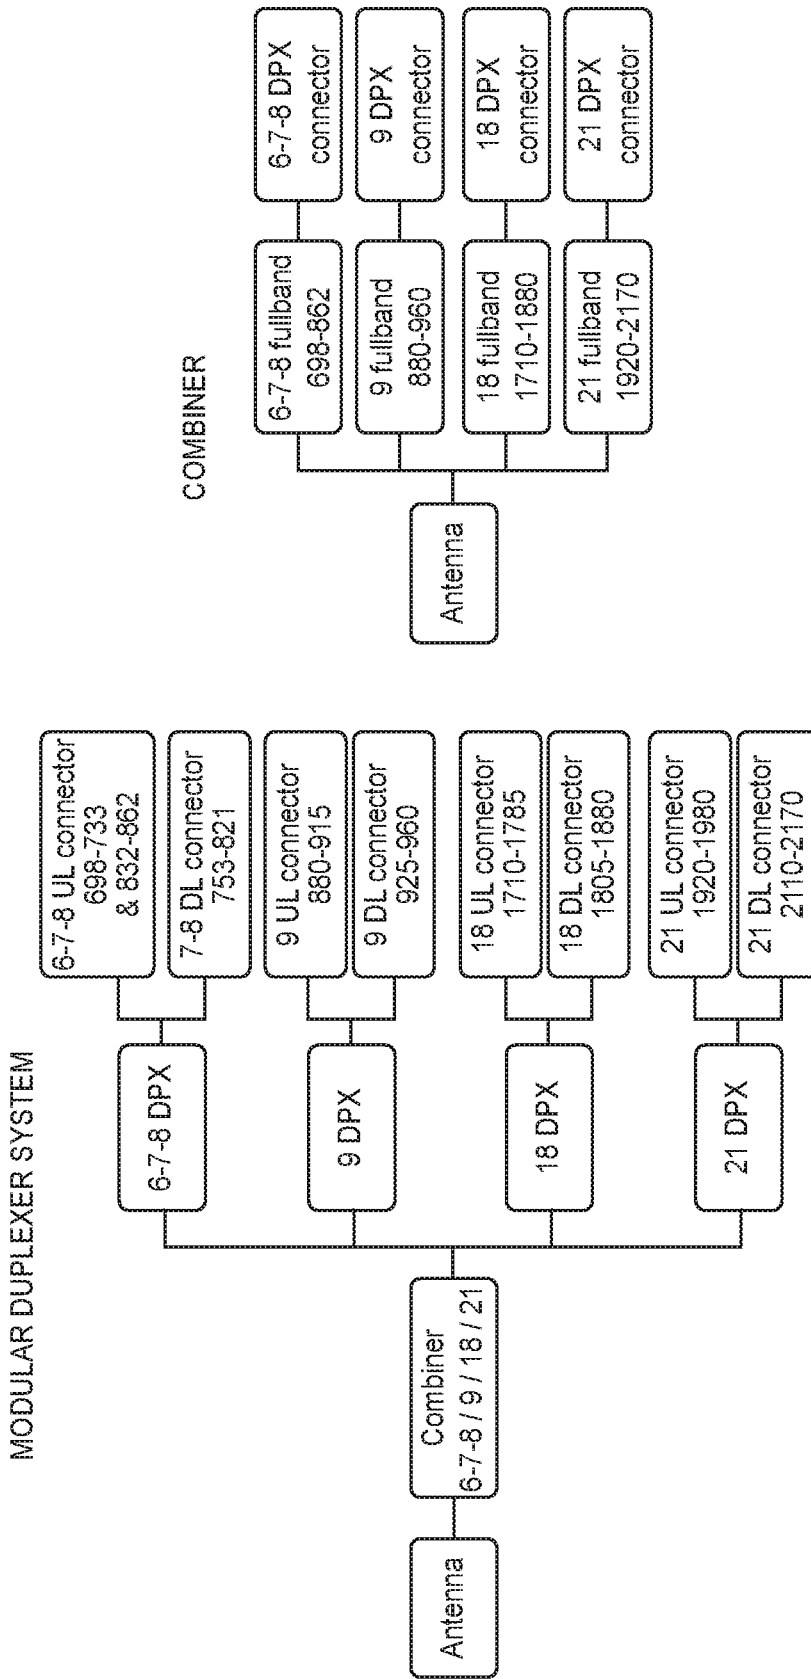 MODULAR DUPLEXER SYSTEM
Antenna
Combiner
6-7-8 / 9 / 18 / 21
6-7-8 DPX
9 DPX
18 DPX
21 DPX
6-7-8 UL connector
698-733
& 832-862
7-8 DL connector
753-821
9 UL connector
880-915
9 DL connector
925-960
18 UL connector
1710-1785
18 DL connector
1805-1880
21 UL connector
1920-1980
21 DL connector
2110-2170
COMBINER
Antenna
6-7-8 fullband
698-862
9 fullband
880-960
18 fullband
1710-1880
21 fullband
1920-2170
6-7-8 DPX
connector
9 DPX
connector
18 DPX
connector
21 DPX
connector